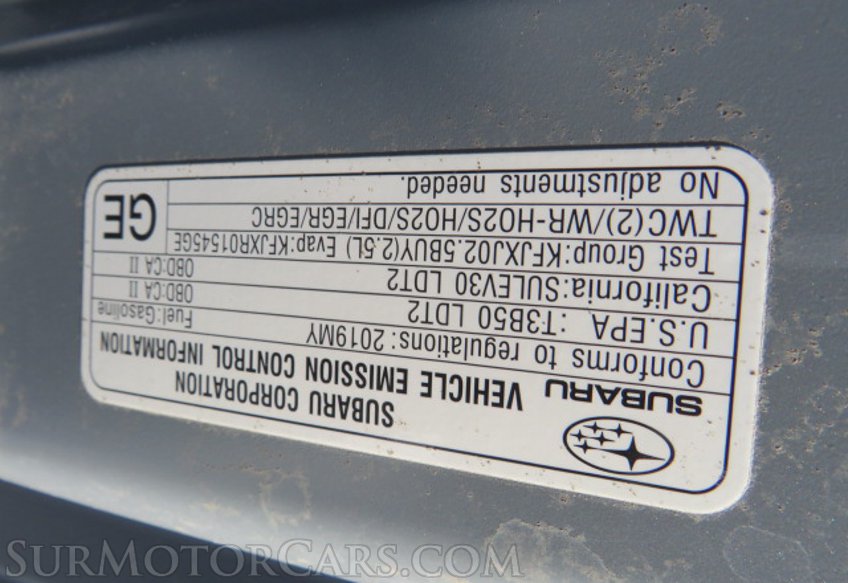 SUBARU CORPORATION
SUBARU VEHICLE EMISSION CONTROL INFORMATION
Conforms to regulations: 2019MY Fuel:Gasoline
U.S.EPA :T3B50 LDT2 OBD:CA II
California:SULEV30 LDT2 OBD:CA II
Test Group:KFJXJ02.5BUY(2.5L) Evap:KFJXR01545GE
TWC(2)/WR-HO2S/HO2S/DFI/EGR/EGRC
No adjustments needed.
GE
SURMOTORCARS.COM